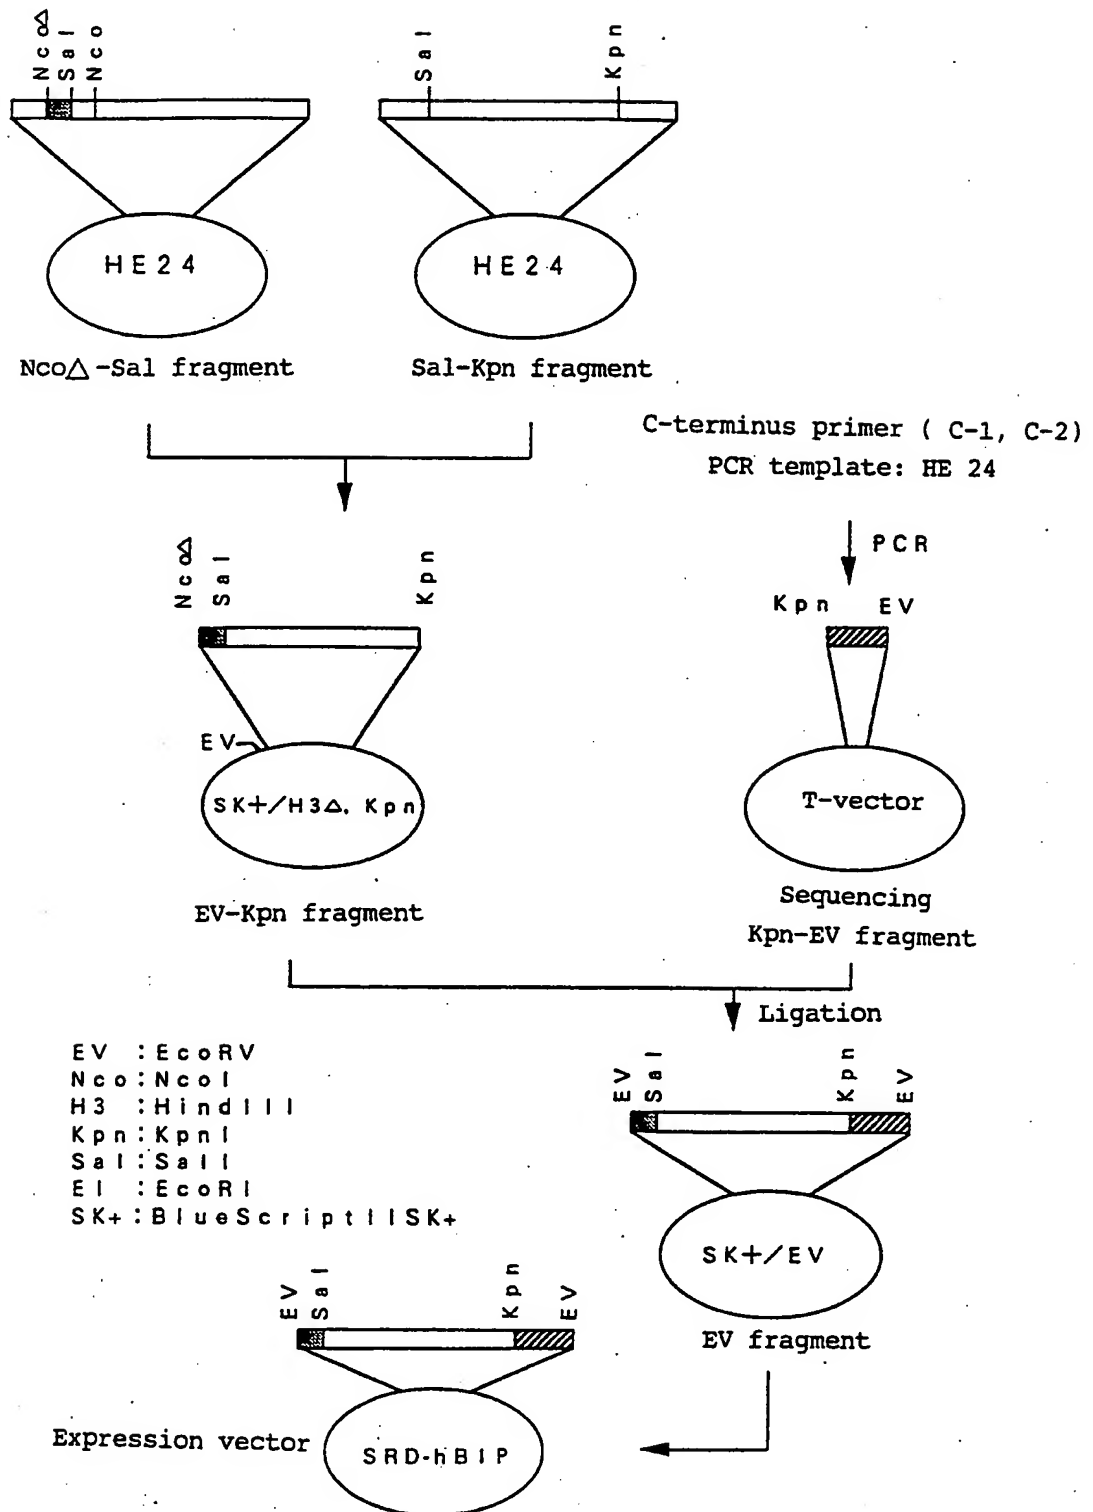 NcoΔ Sal Nco
Sal Kpn
HE24
HE24
NcoΔ-Sal fragment
Sal-Kpn fragment
C-terminus primer ( C-1, C-2)
PCR template: HE 24
PCR
NcoΔ Sal Kpn
Kpn EV
EV
SK+/H3Δ. Kpn
T-vector
EV-Kpn fragment
Sequencing
Kpn-EV fragment
Ligation
EV :EcoRV
Nco:NcoI
H3 :HindIII
Kpn:KpnI
Sal:SalI
EI :EcoRI
SK+:BlueScriptIISK+
EV Sal Kpn EV
SK+/EV
EV fragment
EV Sal Kpn EV
Expression vector
SRD-hBIP